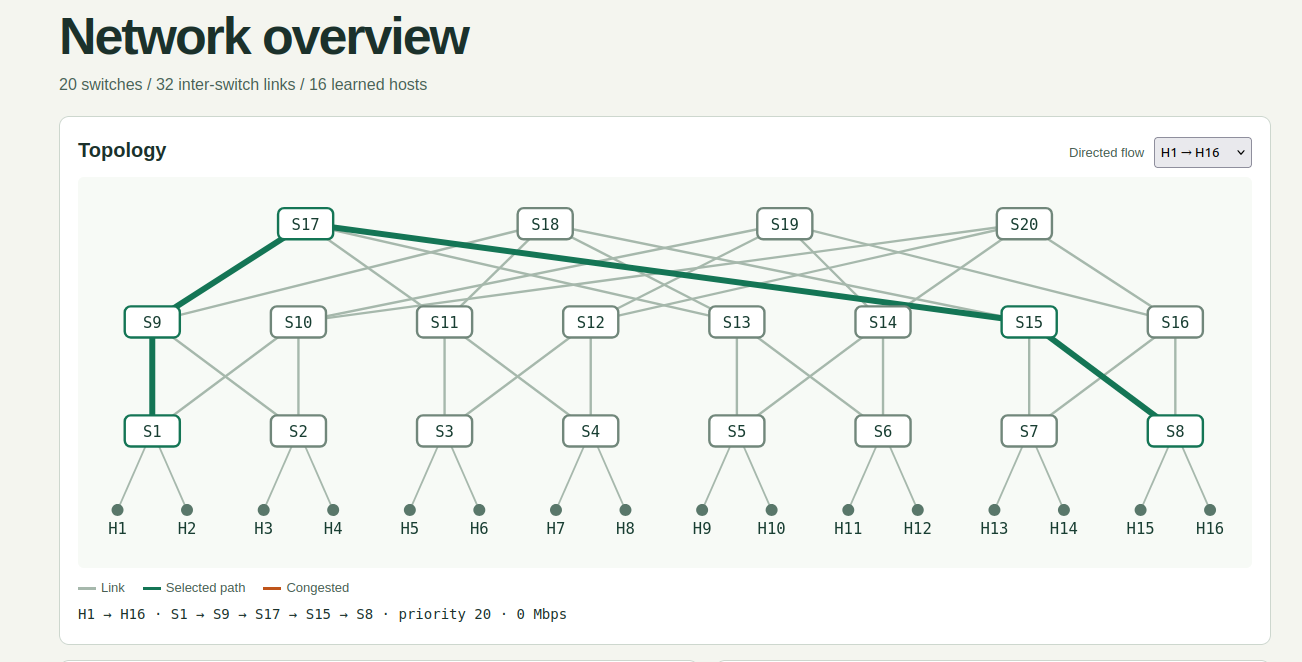 Network overview
20 switches / 32 inter-switch links / 16 learned hosts
Topology
Directed flow H1 → H16
S17 S18 S19 S20
S9 S10 S11 S12 S13 S14 S15 S16
S1 S2 S3 S4 S5 S6 S7 S8
H1 H2 H3 H4 H5 H6 H7 H8 H9 H10 H11 H12 H13 H14 H15 H16
Link Selected path Congested
H1 → H16 · S1 → S9 → S17 → S15 → S8 · priority 20 · 0 Mbps